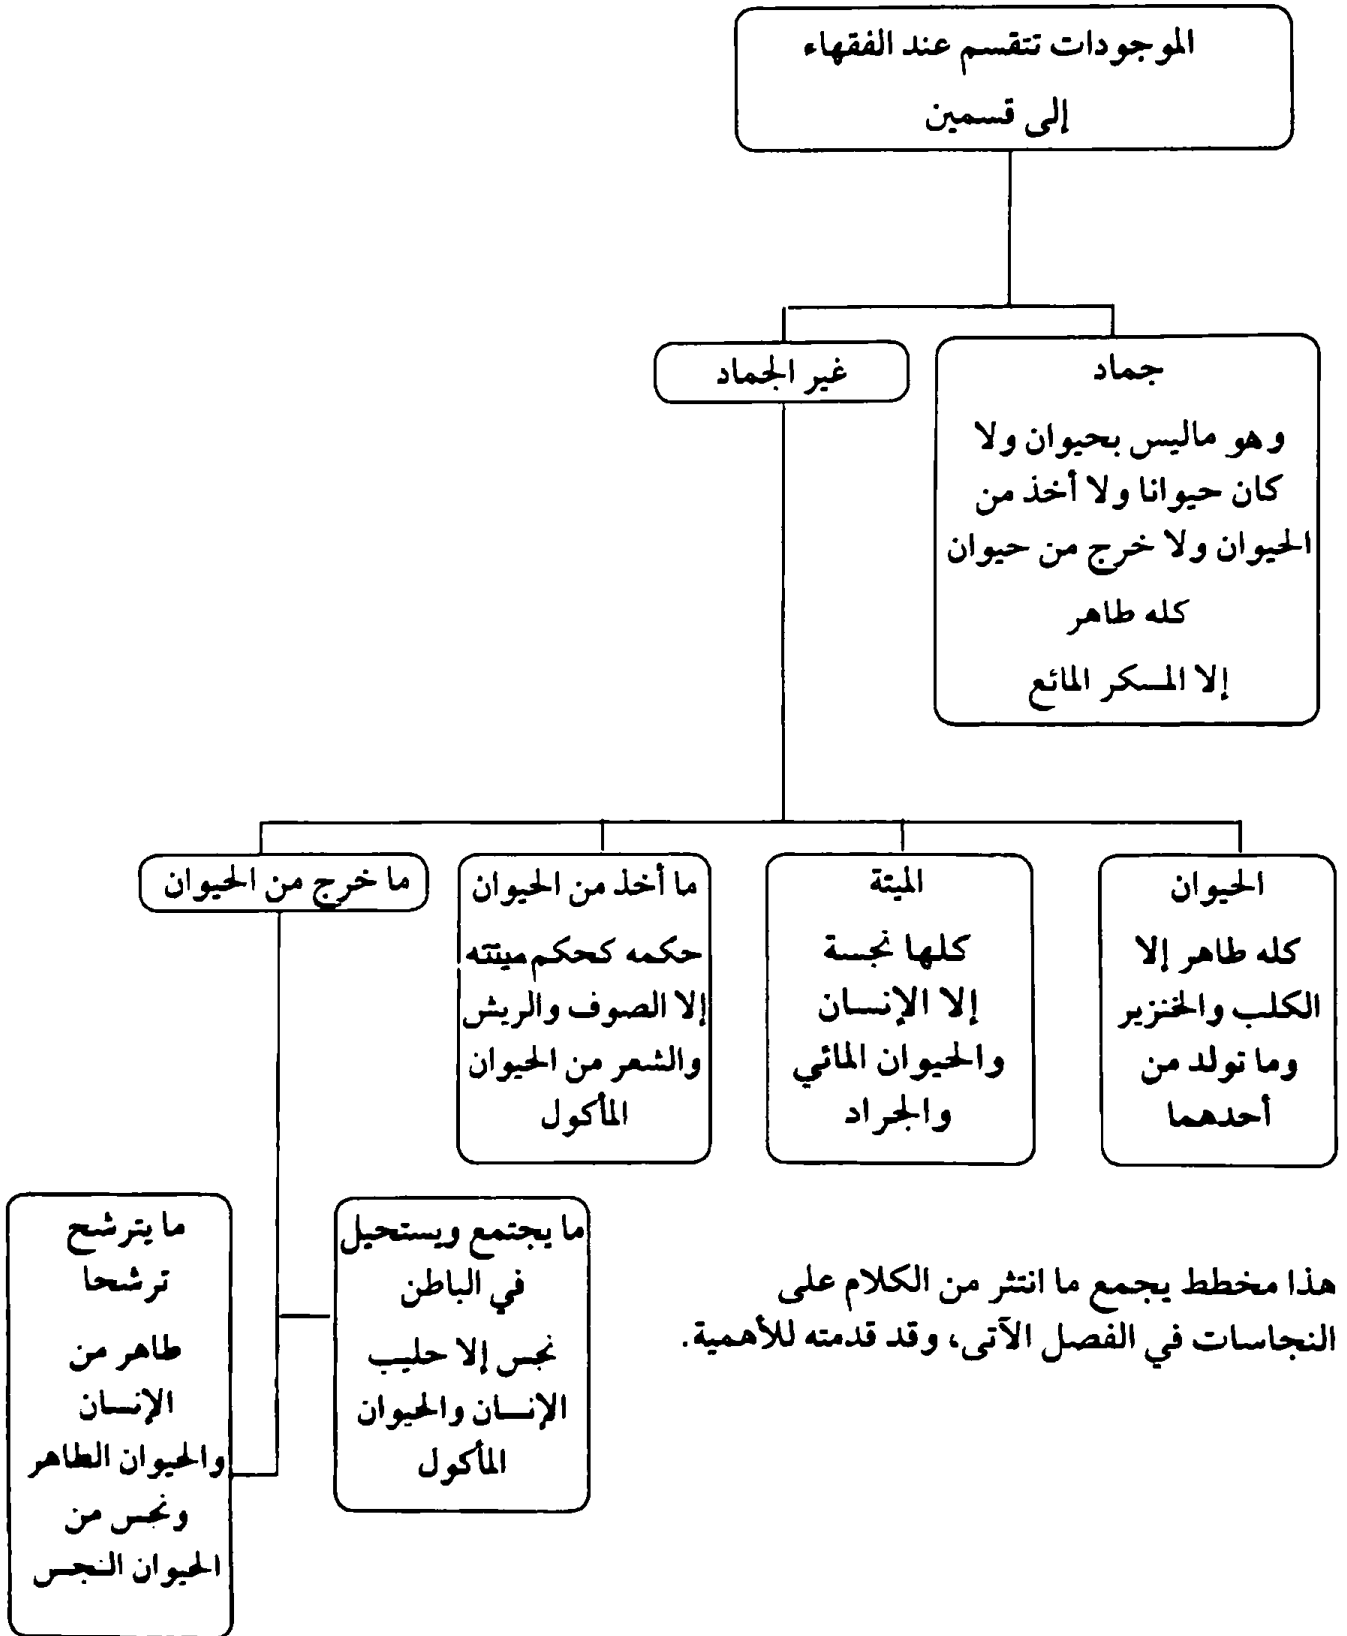 الموجودات تتقسم عند الفقهاء
إلى قسمين
جماد
وهو ماليس بحيوان ولا
كان حيوانا ولا أخذ من
الحيوان ولا خرج من حيوان
كله طاهر
إلا المسكر المائع
غير الجماد
الحيوان
كله طاهر إلا
الكلب والخنزير
وما تولد من
أحدهما
الميتة
كلها نجسة
إلا الإنسان
والحيوان المائي
والجراد
ما أخذ من الحيوان
حكمه كحكم ميتته
إلا الصوف والريش
والشعر من الحيوان
المأكول
ما خرج من الحيوان
ما يجتمع ويستحيل
في الباطن
نجس إلا حليب
الإنسان والحيوان
المأكول
ما يترشح
ترشحا
طاهر من
الإنسان
والحيوان الطاهر
ونجس من
الحيوان النجس
هذا مخطط يجمع ما انتثر من الكلام على
النجاسات في الفصل الآتى، وقد قدمته للأهمية.